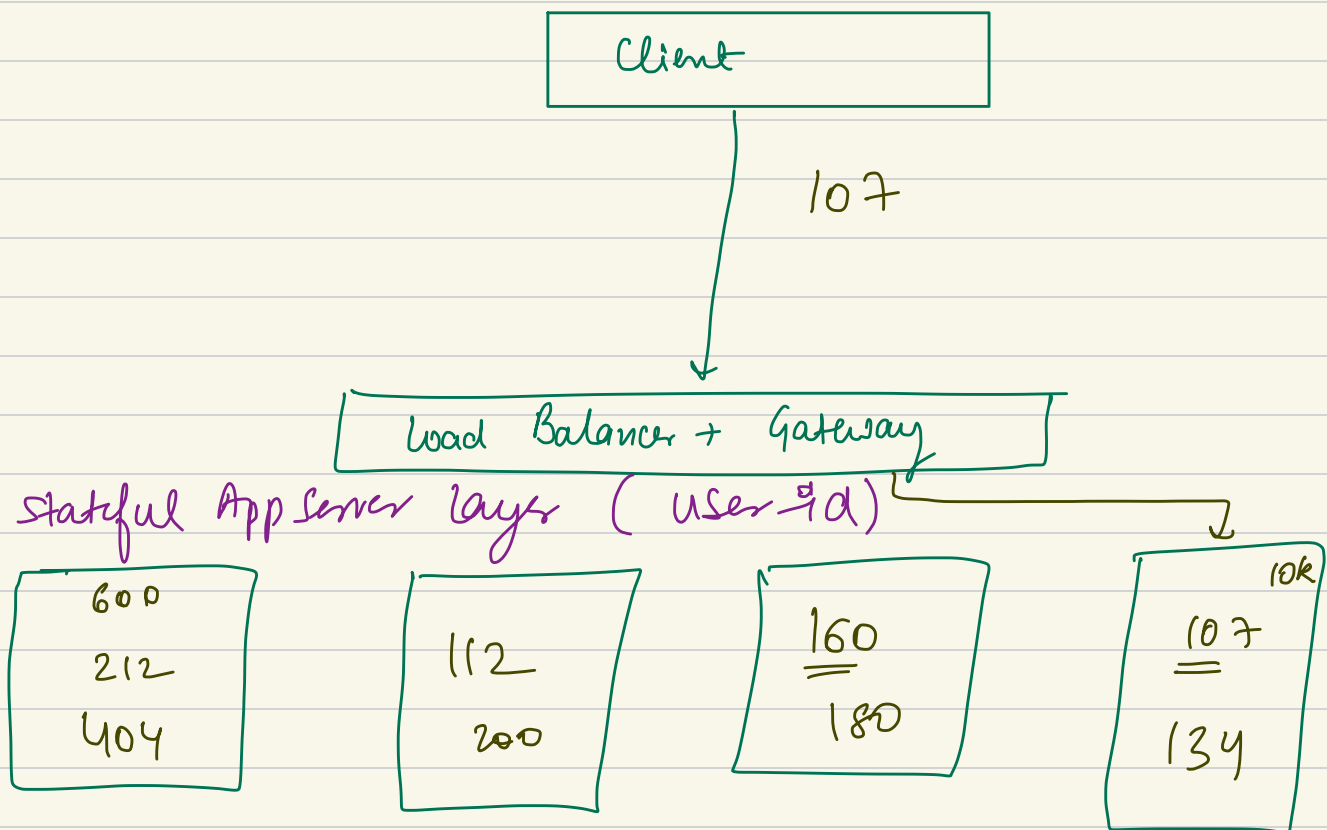 Client
107
Load Balancer + Gateway
Stateful App Server layer ( user-id)
600
212
404
112
200
160
180
10k
107
134